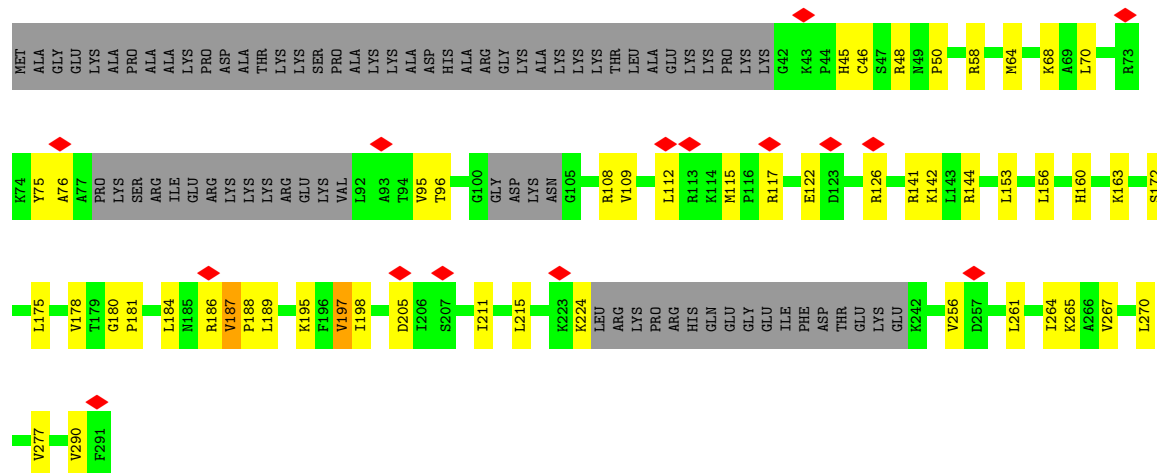 MET ALA GLY GLU LYS ALA PRO ALA ALA LYS PRO ASP ALA THR LYS LYS SER PRO ALA LYS LYS ALA ASP HIS ALA ARG GLY LYS ALA LYS LYS LYS THR LEU ALA GLU LYS LYS PRO LYS LYS G42 K43 P44 H45 C46 S47 R48 N49 P50 R58 M64 K68 A69 L70 R73
K74 Y75 A76 A77 PRO LYS SER ARG ILE GLU ARG LYS LYS LYS ARG GLU LYS VAL L92 A93 T94 V95 T96 G100 GLY ASP LYS ASN G105 R108 V109 L112 R113 K114 M115 P116 R117 E122 D123 R126 R141 K142 L143 R144 L153 L156 H160 K163 S172
L175 V178 T179 G180 P181 L184 N185 R186 V187 P188 L189 K195 F196 V197 I198 D205 I206 S207 I211 L215 K223 K224 LEU ARG LYS PRO ARG HIS GLN GLU GLY GLU ILE PHE ASP THR GLU LYS GLU K242 V256 D257 L261 I264 K265 A266 V267 L270
V277 V290 F291